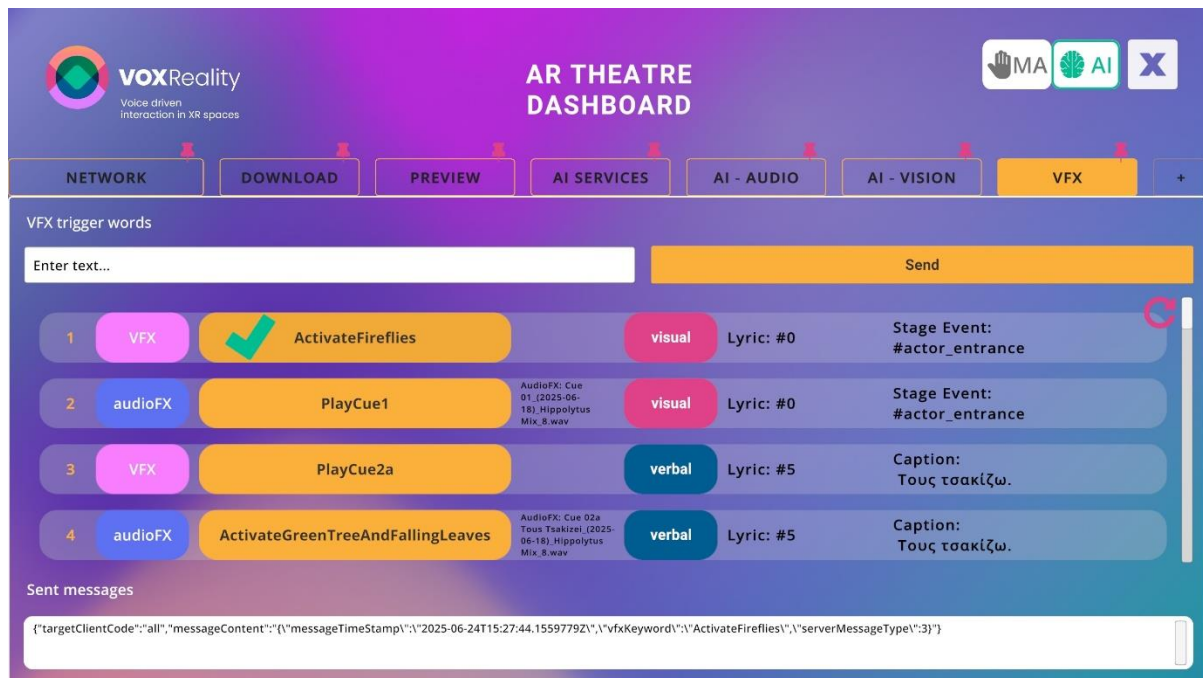 VOXReality
Voice driven
interaction in XR spaces
AR THEATRE
DASHBOARD
MA
AI
X
NETWORK
DOWNLOAD
PREVIEW
AI SERVICES
AI - AUDIO
AI - VISION
VFX
+
VFX trigger words
Enter text...
Send
1
VFX
ActivateFireflies
visual
Lyric: #0
Stage Event:
#actor_entrance
2
audioFX
PlayCue1
AudioFX: Cue
01_(2025-06-
18)_Hippolytus
Mix_8.wav
visual
Lyric: #0
Stage Event:
#actor_entrance
3
VFX
PlayCue2a
verbal
Lyric: #5
Caption:
Τους τσακίζω.
4
audioFX
ActivateGreenTreeAndFallingLeaves
AudioFX: Cue 02a
Tous Tsakizei_(2025-
06-18)_Hippolytus
Mix_8.wav
verbal
Lyric: #5
Caption:
Τους τσακίζω.
Sent messages
{"targetClientCode":"all","messageContent":"{\"messageTimeStamp\":\"2025-06-24T15:27:44.1559779Z\",\"vfxKeyword\":\"ActivateFireflies\",\"serverMessageType\":3}"}